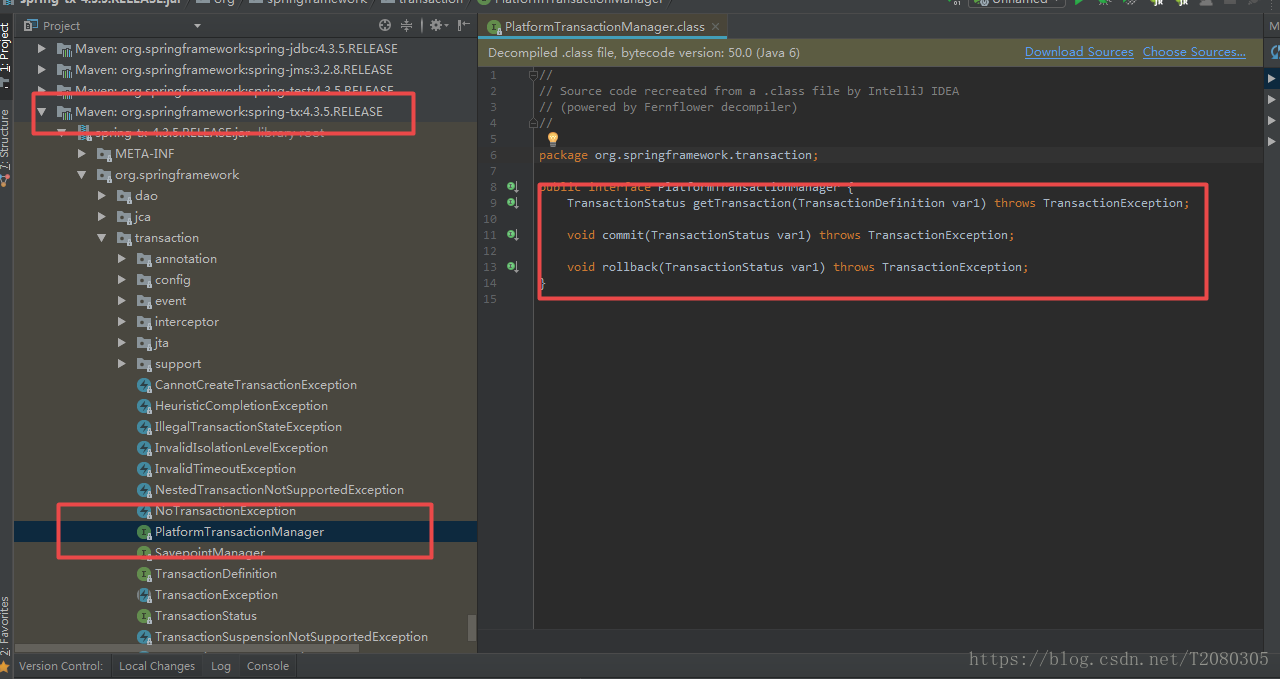 spring-tx-4.3.5.RELEASE.jar org springframework transaction PlatformTransactionManager Unnamed
1: Project
7: Structure
2: Favorites
Project
Maven: org.springframework:spring-jdbc:4.3.5.RELEASE
Maven: org.springframework:spring-jms:3.2.8.RELEASE
Maven: org.springframework:spring-test:4.3.5.RELEASE
Maven: org.springframework:spring-tx:4.3.5.RELEASE
spring-tx-4.3.5.RELEASE.jar library root
META-INF
org.springframework
dao
jca
transaction
annotation
config
event
interceptor
jta
support
CannotCreateTransactionException
HeuristicCompletionException
IllegalTransactionStateException
InvalidIsolationLevelException
InvalidTimeoutException
NestedTransactionNotSupportedException
NoTransactionException
PlatformTransactionManager
SavepointManager
TransactionDefinition
TransactionException
TransactionStatus
TransactionSuspensionNotSupportedException
PlatformTransactionManager.class
Decompiled .class file, bytecode version: 50.0 (Java 6) Download Sources Choose Sources...
1 //
2 // Source code recreated from a .class file by IntelliJ IDEA
3 // (powered by Fernflower decompiler)
4 //
5
6 package org.springframework.transaction;
7
8 public interface PlatformTransactionManager {
9 TransactionStatus getTransaction(TransactionDefinition var1) throws TransactionException;
10
11 void commit(TransactionStatus var1) throws TransactionException;
12
13 void rollback(TransactionStatus var1) throws TransactionException;
14 }
15
Version Control: Local Changes Log Console
https://blog.csdn.net/T2080305